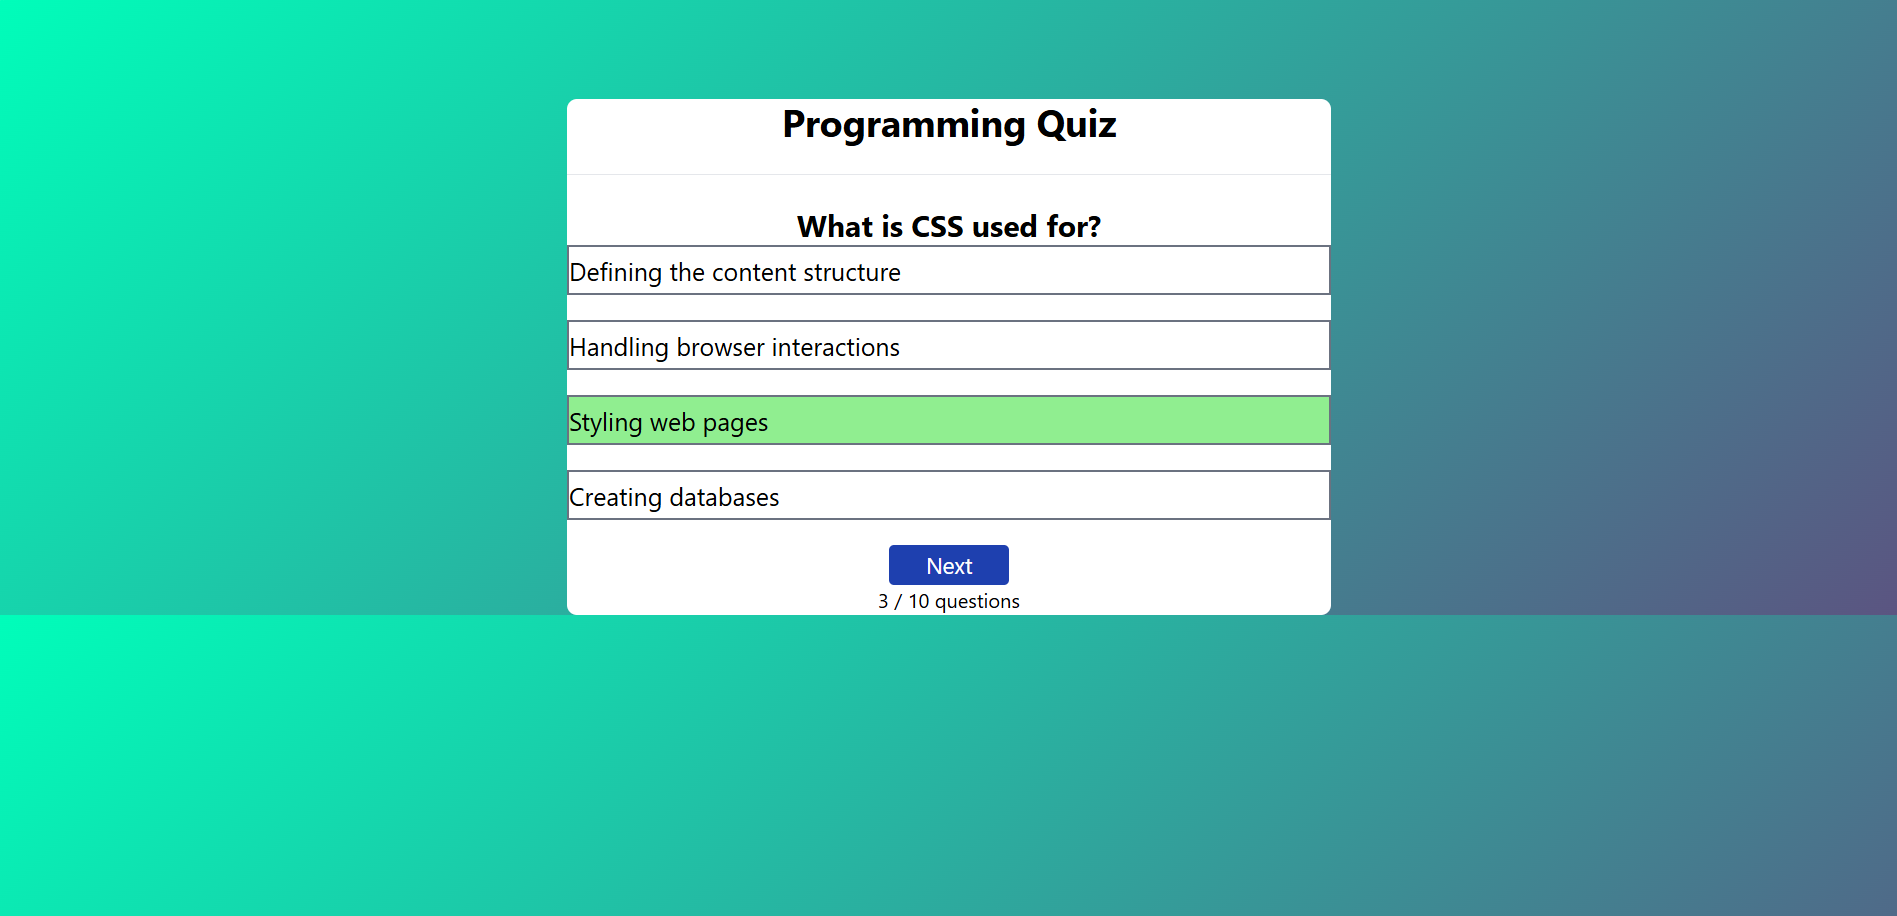 Programming Quiz
What is CSS used for?
Defining the content structure
Handling browser interactions
Styling web pages
Creating databases
Next
3 / 10 questions